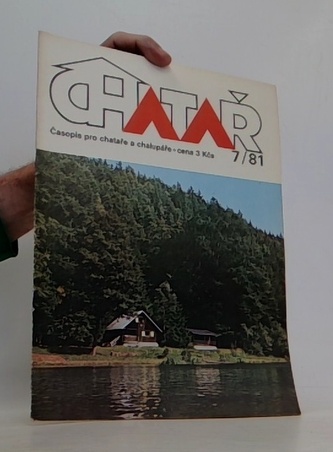 CHATAŘ
Časopis pro chataře a chalupáře • cena 3 Kčs
7/81